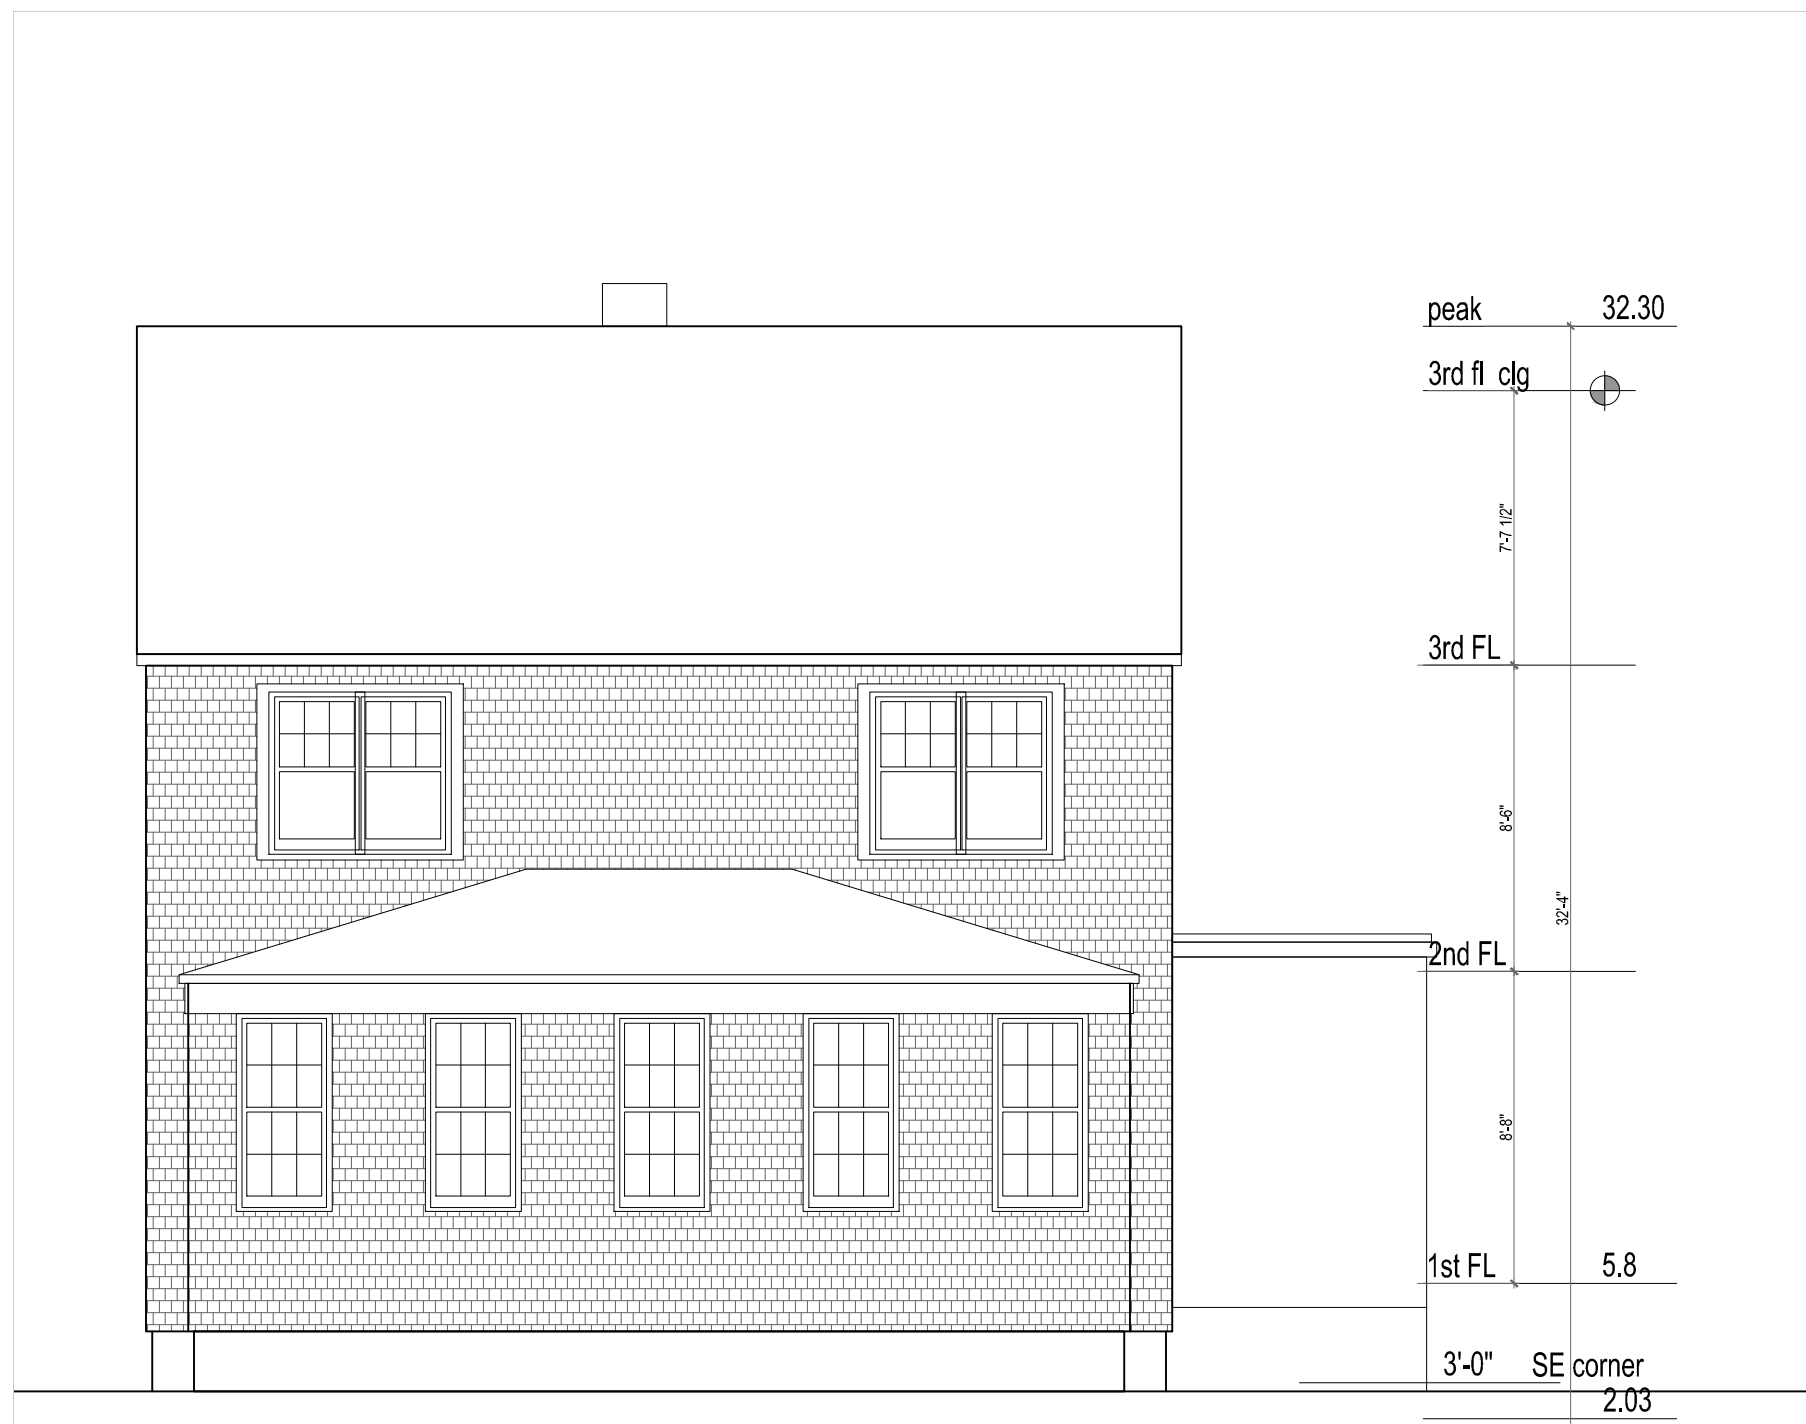 peak 32.30
3rd fl clg
7'-7 1/2"
3rd FL
8'-6"
32'-4"
2nd FL
8'-8"
1st FL 5.8
3'-0" SE corner
2.03